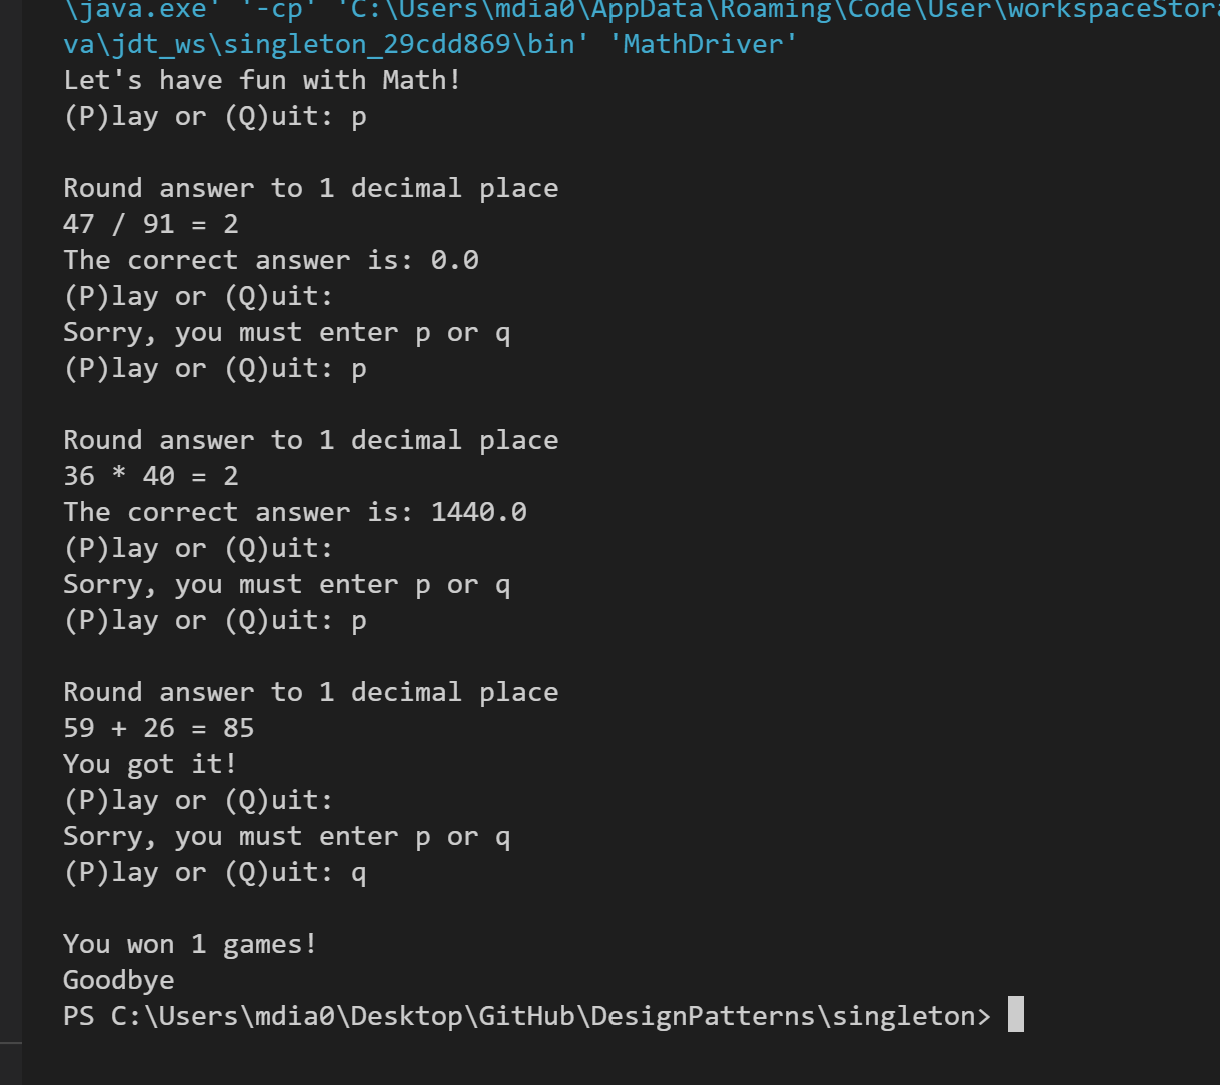 \java.exe' '-cp' 'C:\Users\mdia0\AppData\Roaming\Code\User\workspaceStora
va\jdt_ws\singleton_29cdd869\bin' 'MathDriver'
Let's have fun with Math!
(P)lay or (Q)uit: p
Round answer to 1 decimal place
47 / 91 = 2
The correct answer is: 0.0
(P)lay or (Q)uit:
Sorry, you must enter p or q
(P)lay or (Q)uit: p
Round answer to 1 decimal place
36 * 40 = 2
The correct answer is: 1440.0
(P)lay or (Q)uit:
Sorry, you must enter p or q
(P)lay or (Q)uit: p
Round answer to 1 decimal place
59 + 26 = 85
You got it!
(P)lay or (Q)uit:
Sorry, you must enter p or q
(P)lay or (Q)uit: q
You won 1 games!
Goodbye
PS C:\Users\mdia0\Desktop\GitHub\DesignPatterns\singleton>